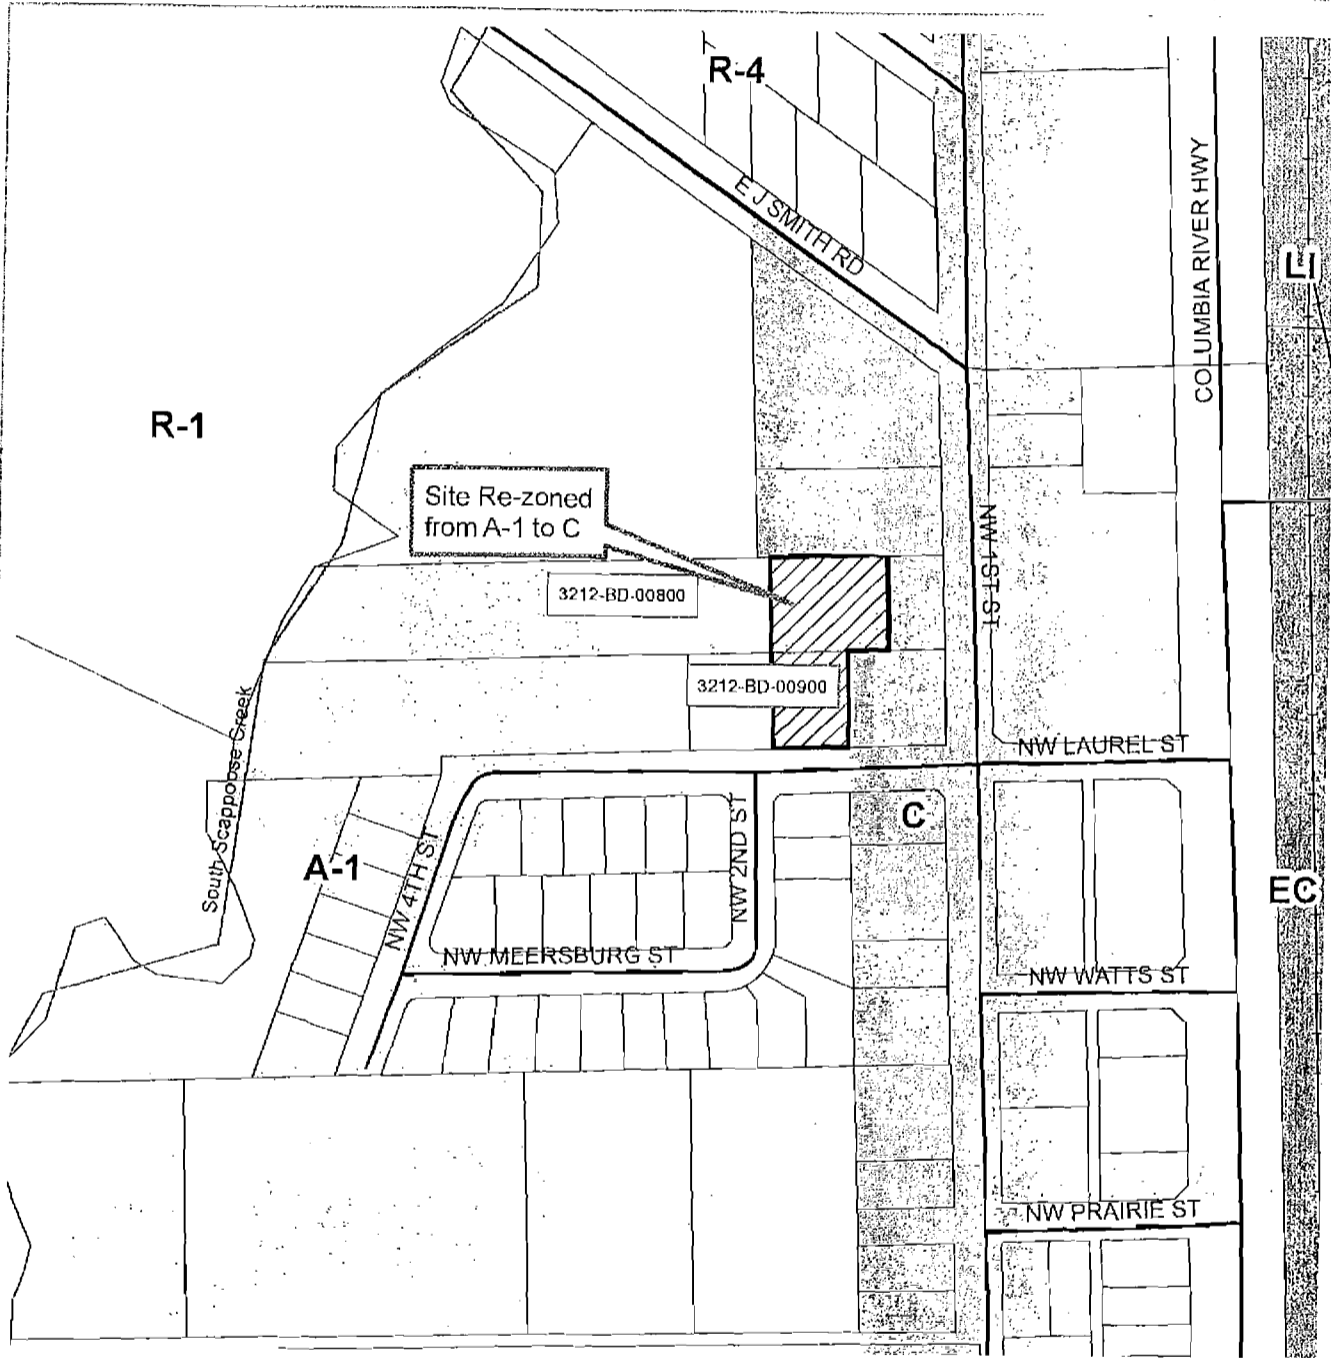 R-4
E J SMITH RD
COLUMBIA RIVER HWY
LI
R-1
Site Re-zoned
from A-1 to C
NW 1ST ST
3212-BD-00800
3212-BD-00900
South Scappoose Creek
NW LAUREL ST
C
A-1
NW 4TH ST
NW 2ND ST
EC
NW MEERSBURG ST
NW WATTS ST
NW PRAIRIE ST